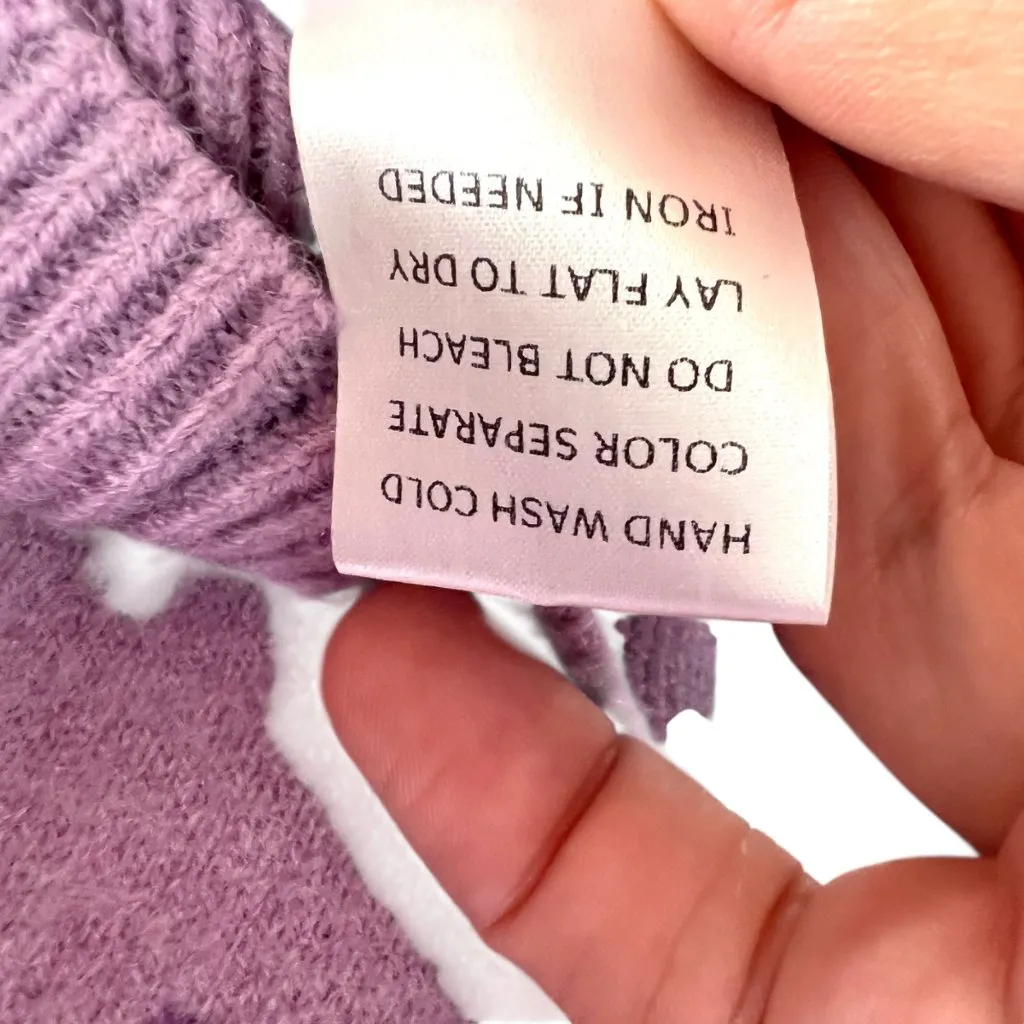 HAND WASH COLD
COLOR SEPARATE
DO NOT BLEACH
LAY FLAT TO DRY
IRON IF NEEDED